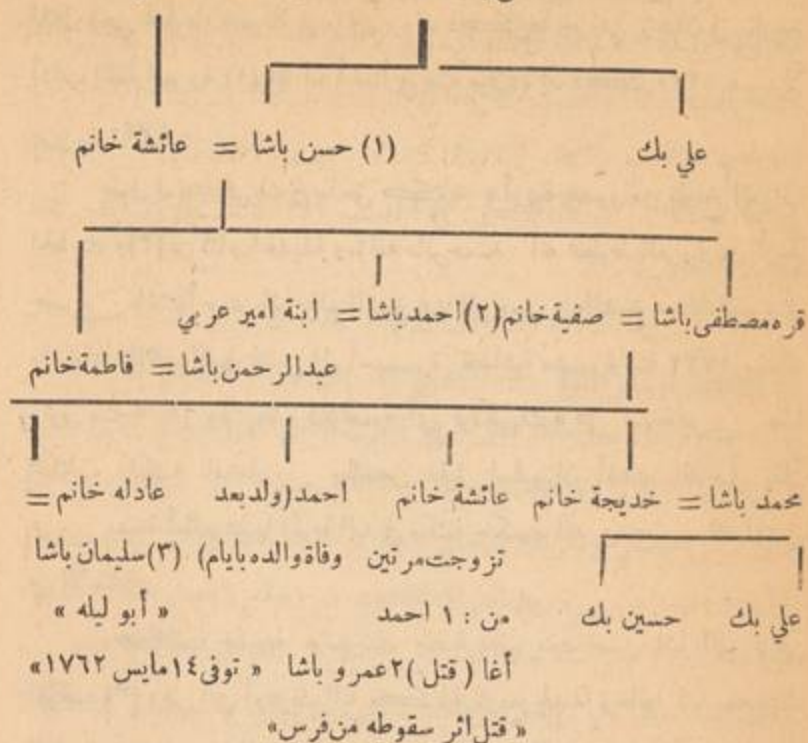 علي بك (١) حسن باشا = عائشة خانم
قره مصطفى باشا = صفية خانم (٢) احمد باشا = ابنة امير عربي
عبدالرحمن باشا = فاطمة خانم
محمد باشا = خديجة خانم عائشة خانم احمد (ولد بعد عادله خانم =
تزوجت مرتين وفاة والده بايام) (٣) سليمان باشا
علي بك حسين بك من : ١ احمد « أبو ليله »
أغا ( قتل ) ٢ عمر و باشا « توفى ١٤ مايس ١٧٦٢»
« قتل اثر سقوطه من فرس»